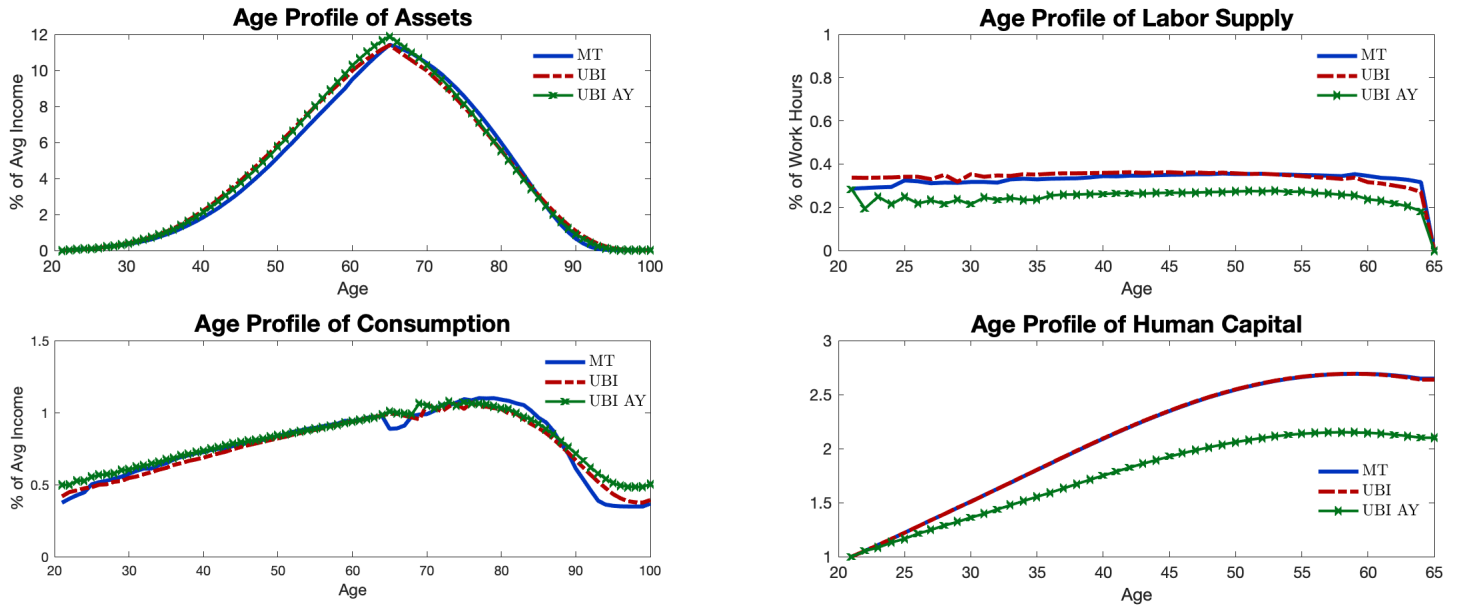 Age Profile of Assets
% of Avg Income
12
10
8
6
4
2
0
20
30
40
50
60
70
80
90
100
Age
MT
UBI
UBI AY
Age Profile of Labor Supply
% of Work Hours
1
0.8
0.6
0.4
0.2
0
20
25
30
35
40
45
50
55
60
65
Age
MT
UBI
UBI AY
Age Profile of Consumption
% of Avg Income
1.5
1
0.5
0
20
30
40
50
60
70
80
90
100
Age
MT
UBI
UBI AY
Age Profile of Human Capital
3
2.5
2
1.5
1
20
25
30
35
40
45
50
55
60
65
Age
MT
UBI
UBI AY